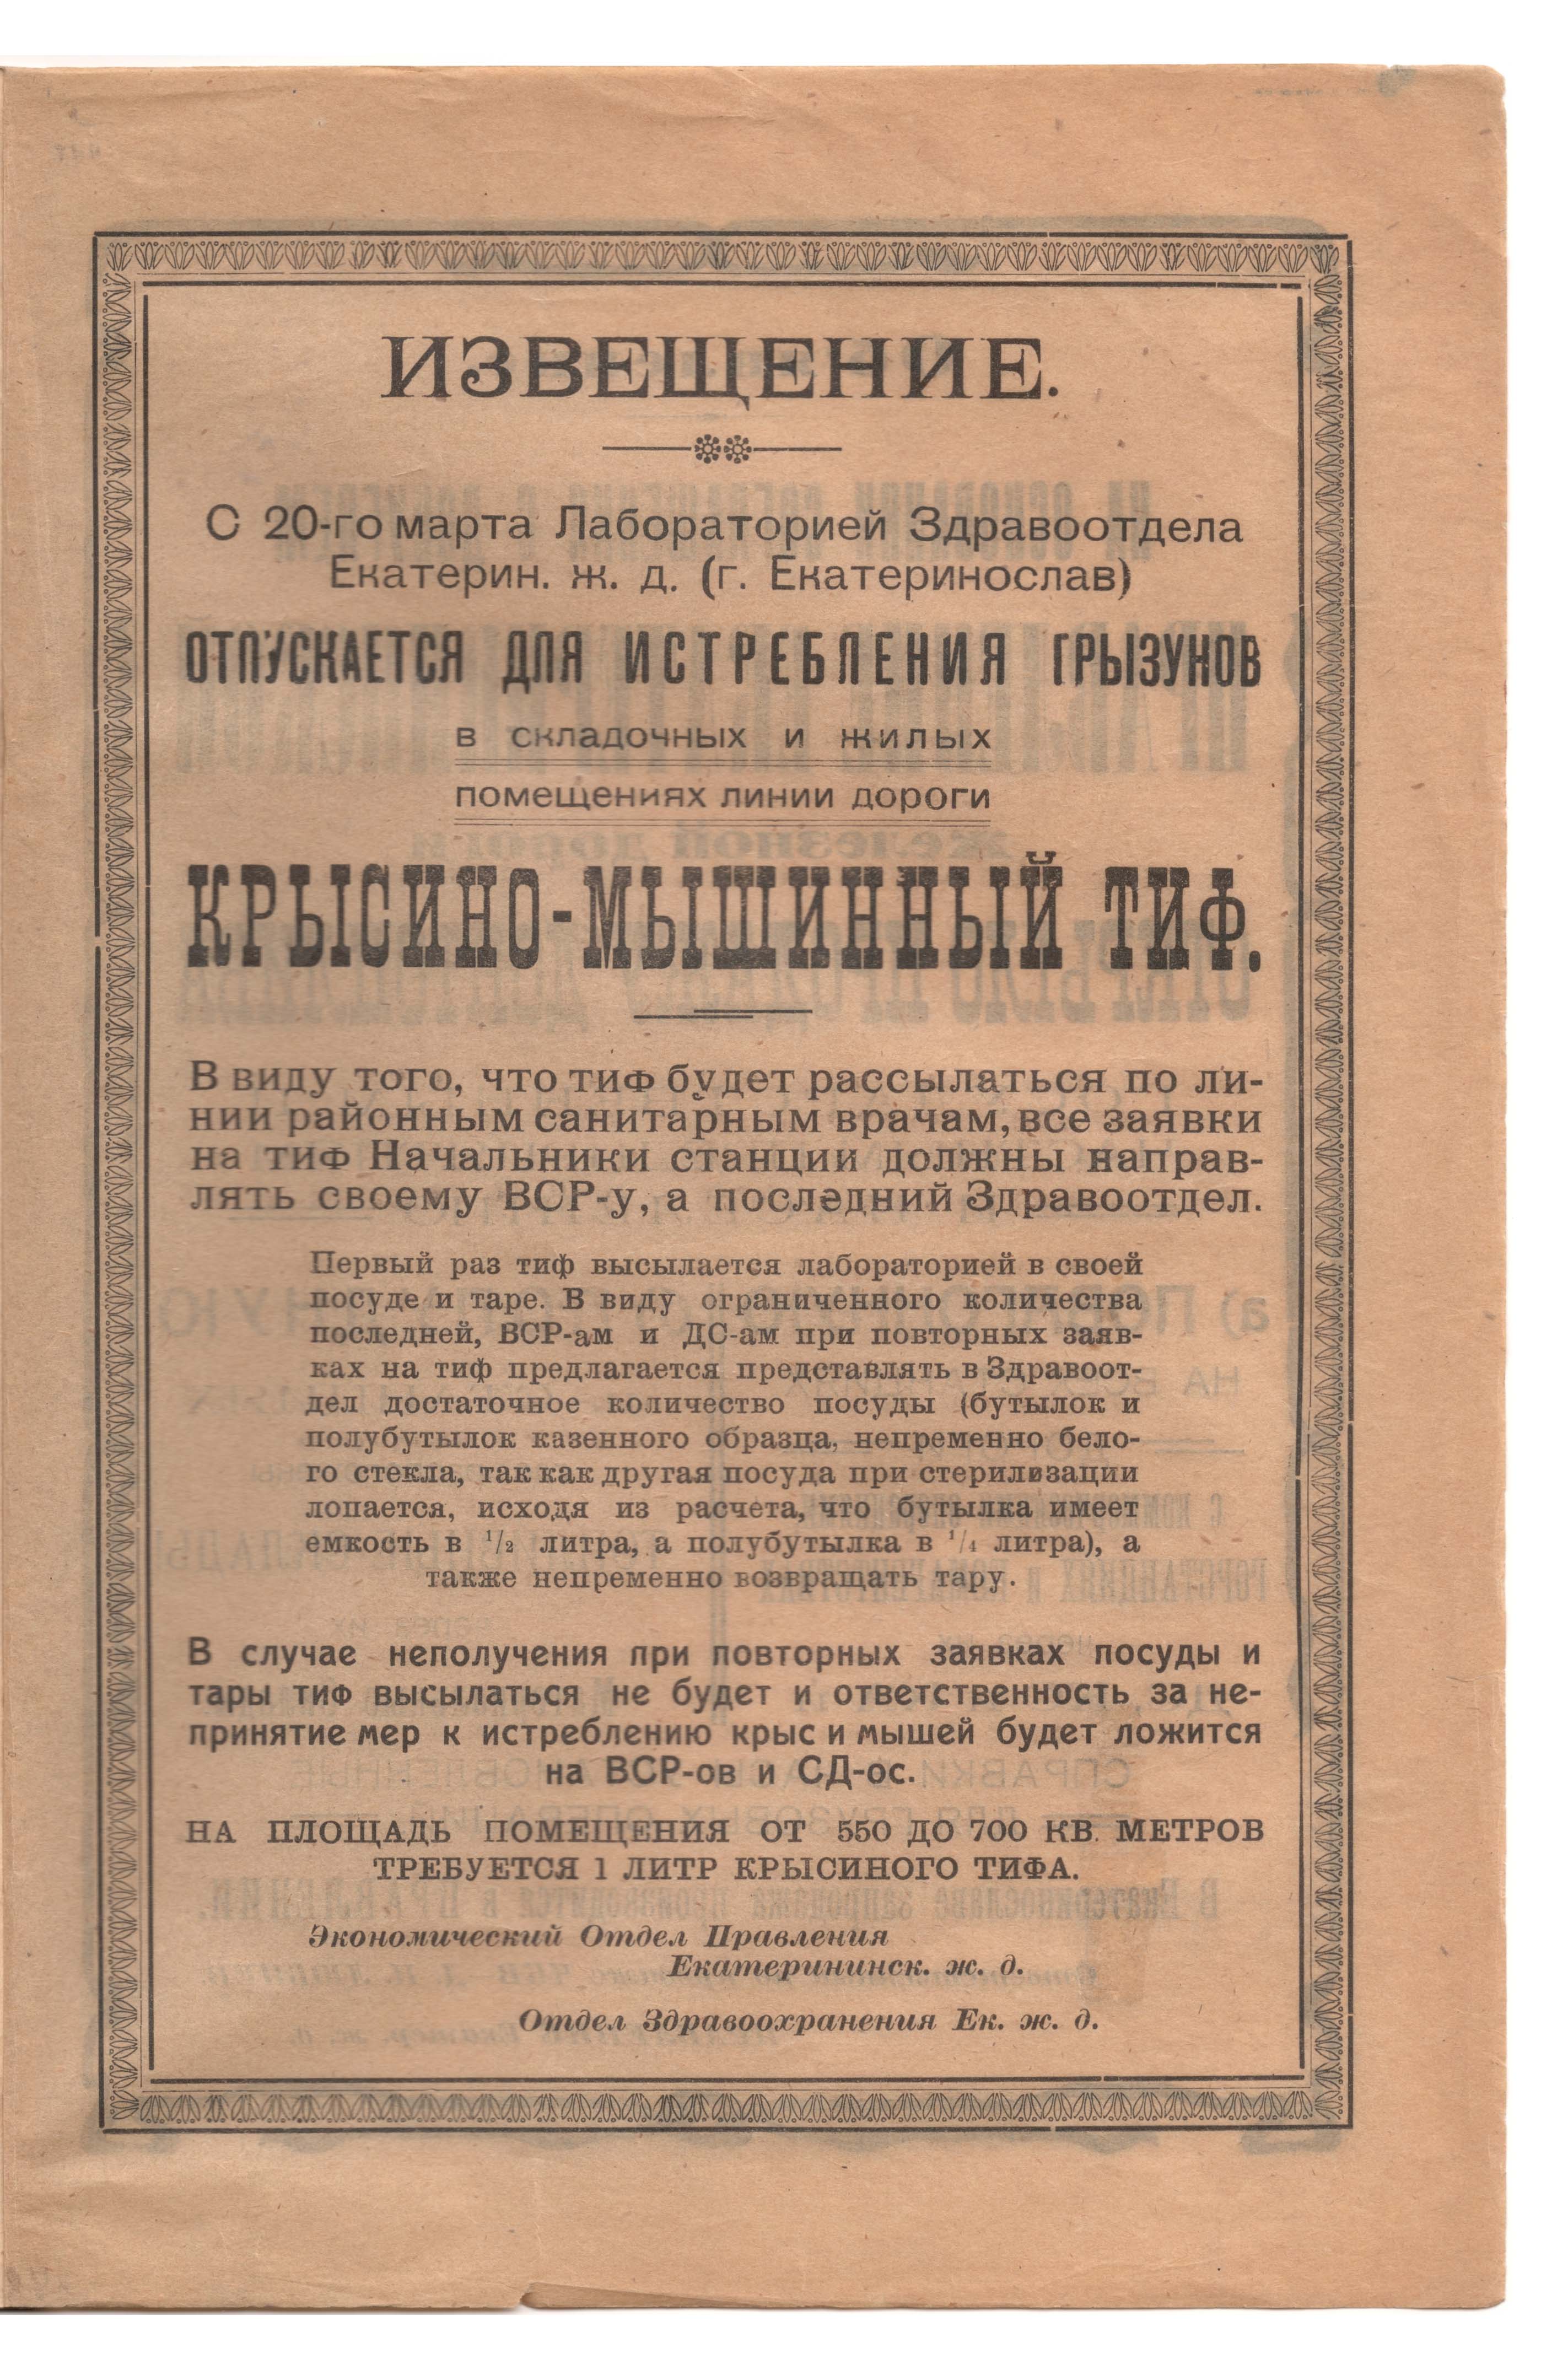 ИЗВЕЩЕНИЕ.
С 20-го марта Лабораторией Здравоотдела
Екатерин. ж. д. (г. Екатеринослав)
ОТПУСКАЕТСЯ ДЛЯ ИСТРЕБЛЕНИЯ ГРЫЗУНОВ
в складочных и жилых
помещениях линии дороги
КРЫСИНО-МЫШИННЫЙ ТИФ.
В виду того, что тиф будет рассылаться по ли-
нии районным санитарным врачам, все заявки
на тиф Начальники станции должны направ-
лять своему ВСР-у, а последний Здравоотдел.
Первый раз тиф высылается лабораторией в своей
посуде и таре. В виду ограниченного количества
последней, ВСР-ам и ДС-ам при повторных заяв-
ках на тиф предлагается представлять в Здравоот-
дел достаточное количество посуды (бутылок и
полубутылок казенного образца, непременно бело-
го стекла, так как другая посуда при стерилизации
лопается, исходя из расчета, что бутылка имеет
емкость в 1/2 литра, а полубутылка в 1/4 литра), а
также непременно возвращать тару.
В случае неполучения при повторных заявках посуды и
тары тиф высылаться не будет и ответственность за не-
принятие мер к истреблению крыс и мышей будет ложится
на ВСР-ов и СД-ос.
НА ПЛОЩАДЬ ПОМЕЩЕНИЯ ОТ 550 ДО 700 КВ. МЕТРОВ
ТРЕБУЕТСЯ 1 ЛИТР КРЫСИНОГО ТИФА.
Экономический Отдел Правления
Екатерининск. ж. д.
Отдел Здравоохранения Ек. ж. д.